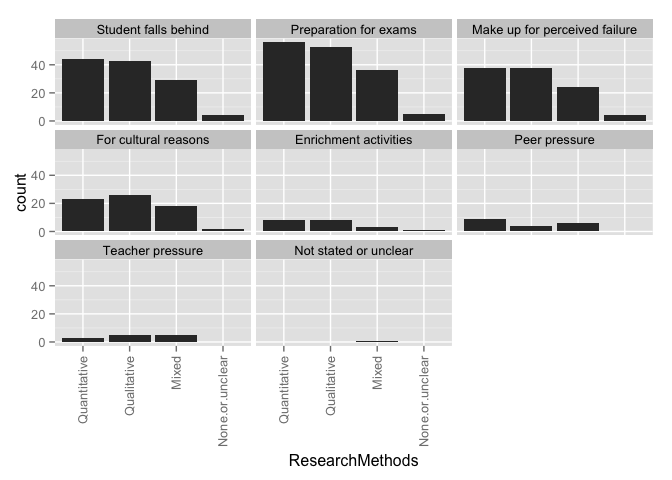 Student falls behind
Preparation for exams
Make up for perceived failure
40
20
0
For cultural reasons
Enrichment activities
Peer pressure
40
20
0
Teacher pressure
Not stated or unclear
40
20
0
count
Quantitative
Qualitative
Mixed
None.or.unclear
Quantitative
Qualitative
Mixed
None.or.unclear
ResearchMethods